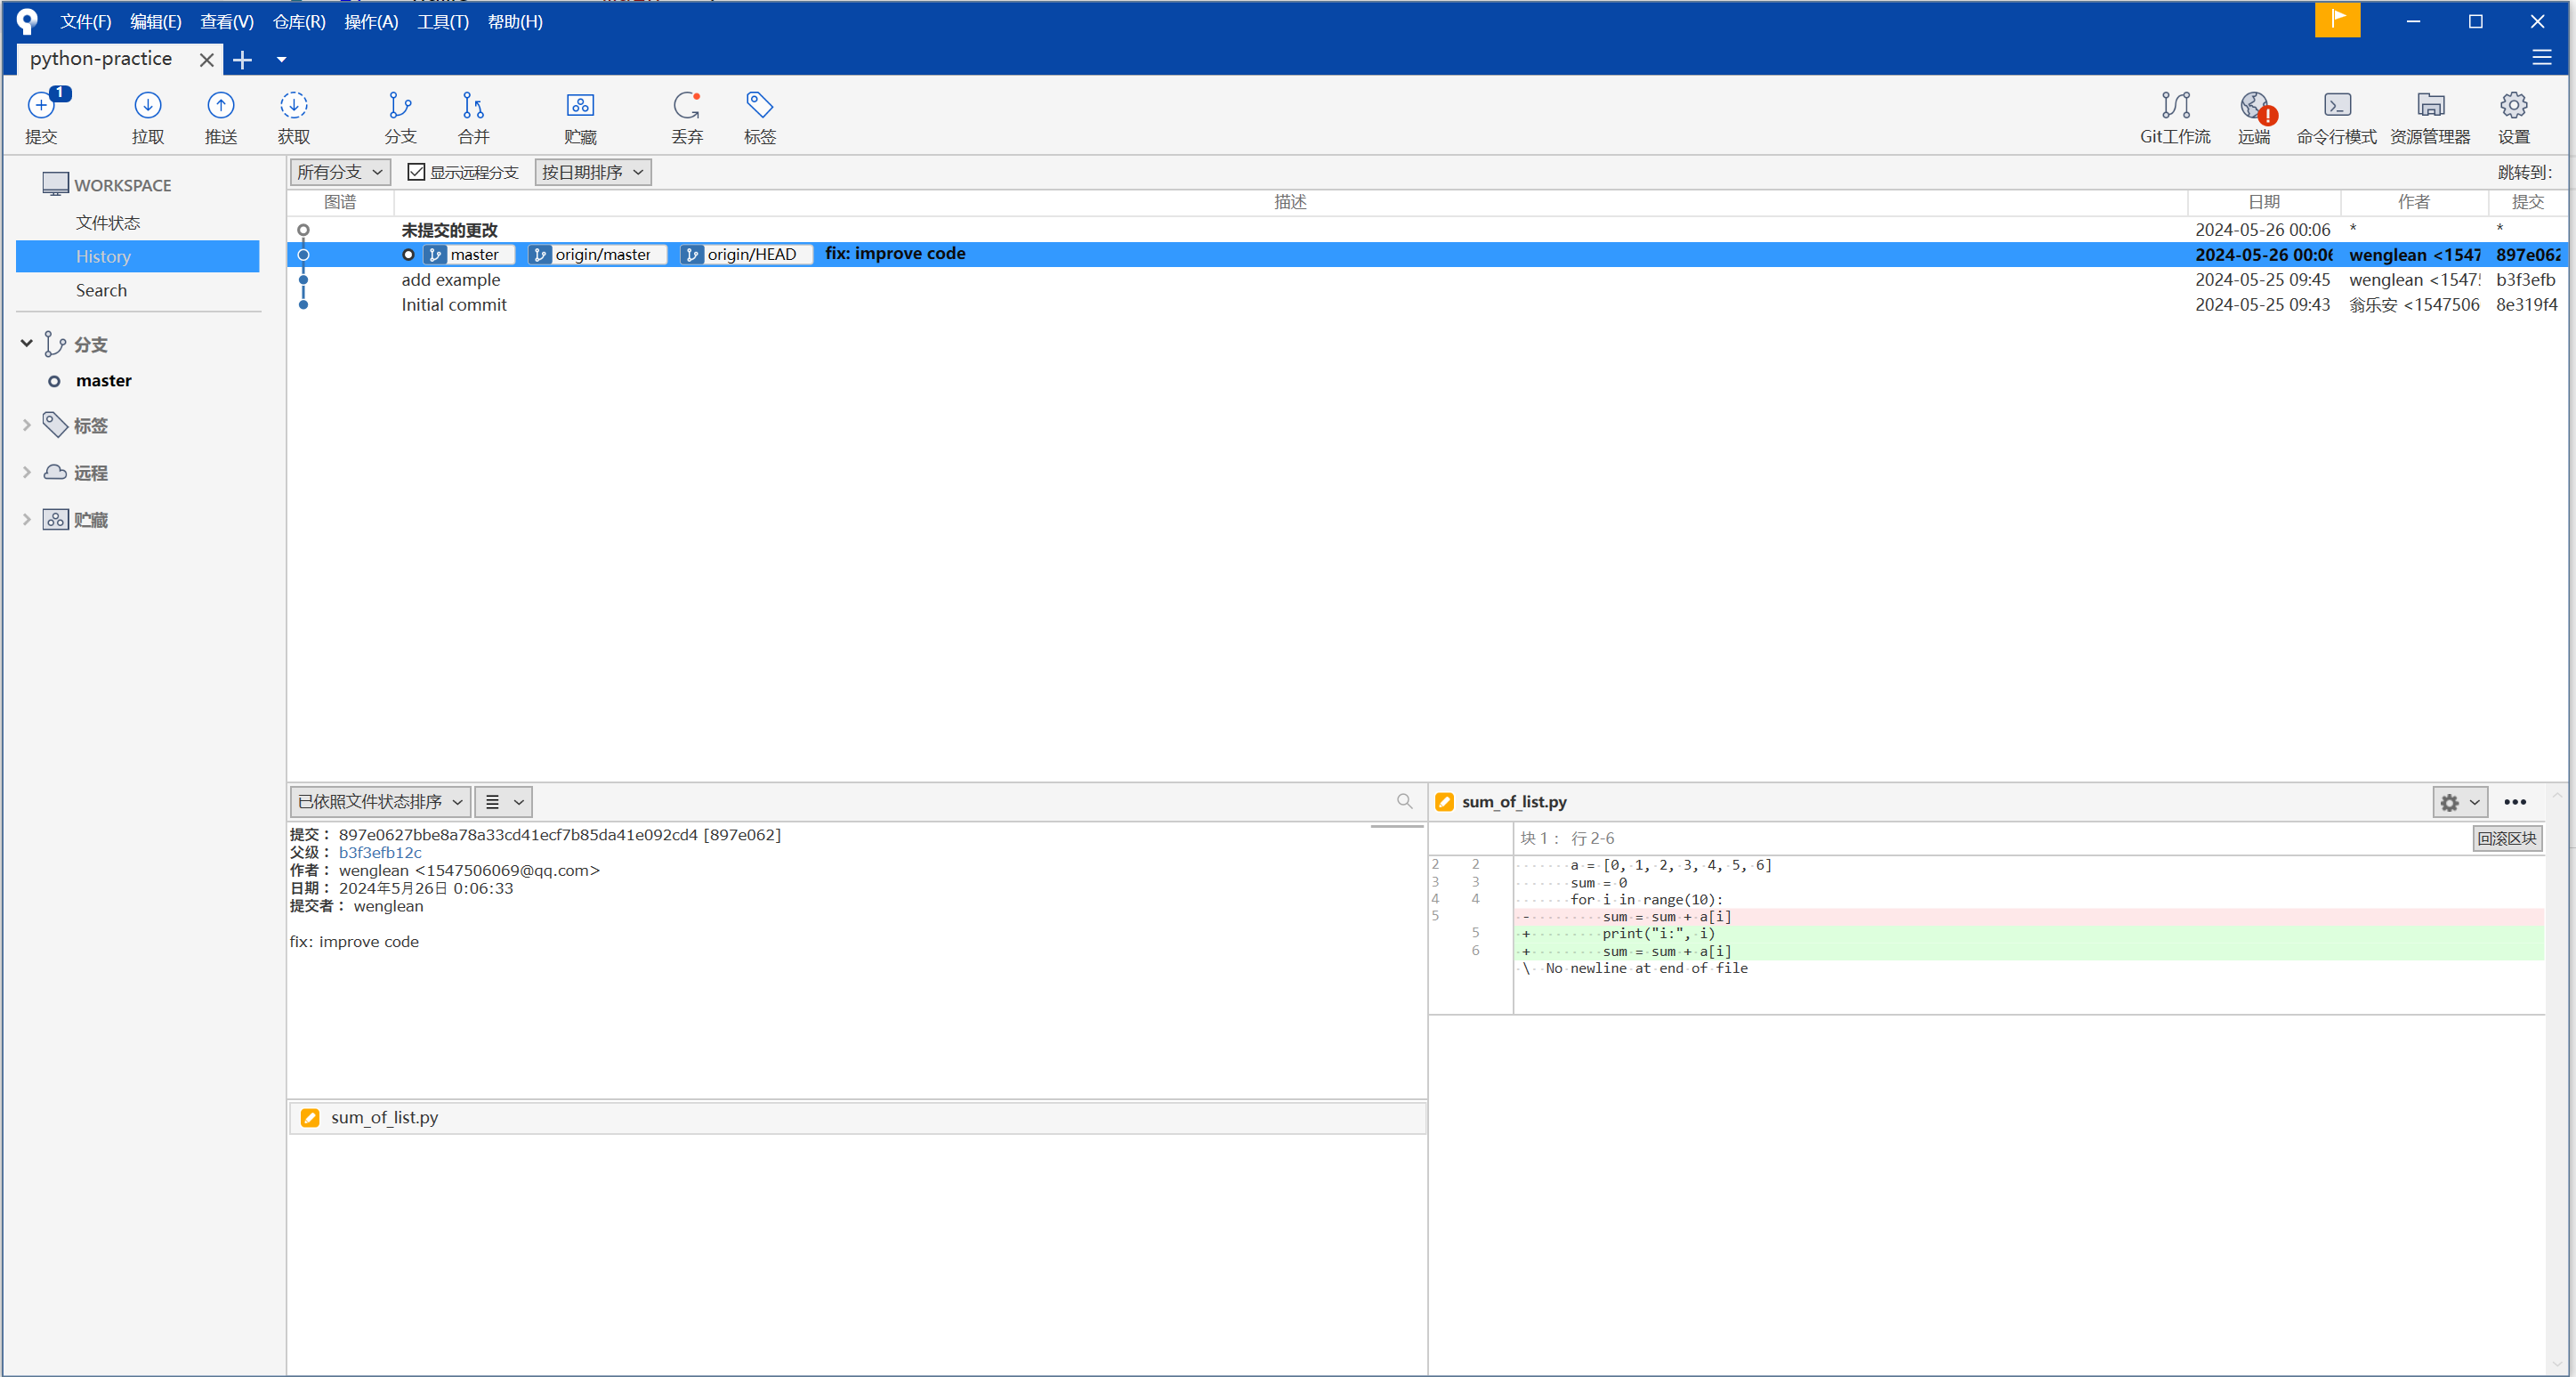 文件(F) 编辑(E) 查看(V) 仓库(R) 操作(A) 工具(T) 帮助(H)
python-practice
1
提交 拉取 推送 获取 分支 合并 贮藏 丢弃 标签 Git工作流 远端 命令行模式 资源管理器 设置
WORKSPACE
文件状态
History
Search
分支
master
标签
远程
贮藏
所有分支 显示远程分支 按日期排序 跳转到:
图谱 描述 日期 作者 提交
未提交的更改 2024-05-26 00:06 * *
master origin/master origin/HEAD fix: improve code 2024-05-26 00:06 wenglean <1547 897e062
add example 2024-05-25 09:45 wenglean <1547 b3f3efb
Initial commit 2024-05-25 09:43 翁乐安 <1547506 8e319f4
已依照文件状态排序
提交: 897e0627bbe8a78a33cd41ecf7b85da41e092cd4 [897e062]
父级: b3f3efb12c
作者: wenglean <1547506069@qq.com>
日期: 2024年5月26日 0:06:33
提交者: wenglean
fix: improve code
sum_of_list.py
sum_of_list.py
块 1: 行 2-6 回滚区块
2 2 a = [0, 1, 2, 3, 4, 5, 6]
3 3 sum = 0
4 4 for i in range(10):
5 - sum = sum + a[i]
5 + print("i:", i)
6 + sum = sum + a[i]
\ No newline at end of file